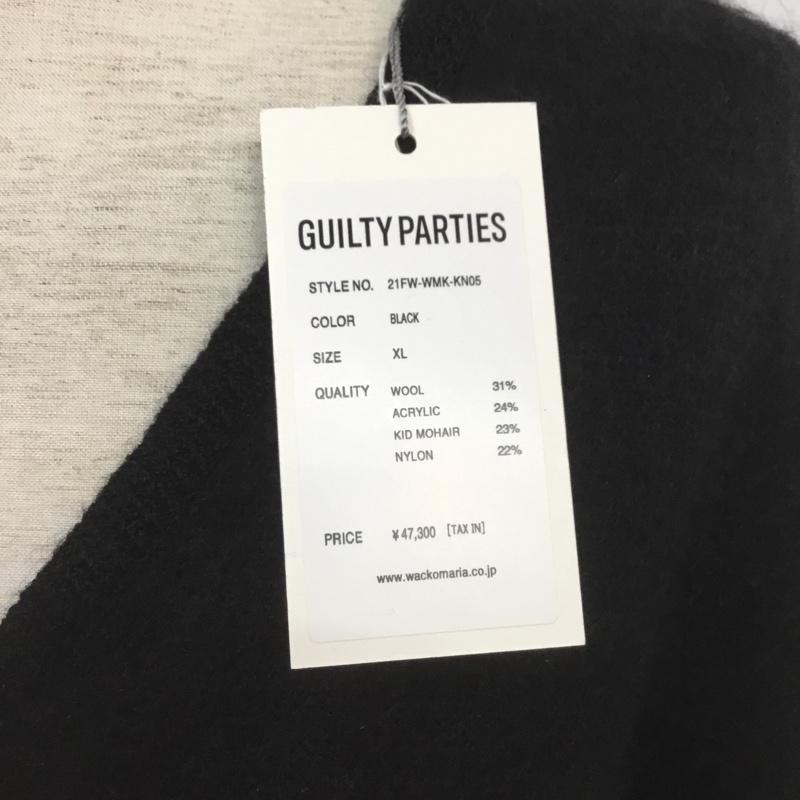 GUILTY PARTIES
STYLE NO. 21FW-WMK-KN05
COLOR BLACK
SIZE XL
QUALITY WOOL 31%
ACRYLIC 24%
KID MOHAIR 23%
NYLON 22%
PRICE ¥47,300 [TAX IN]
www.wackomaria.co.jp